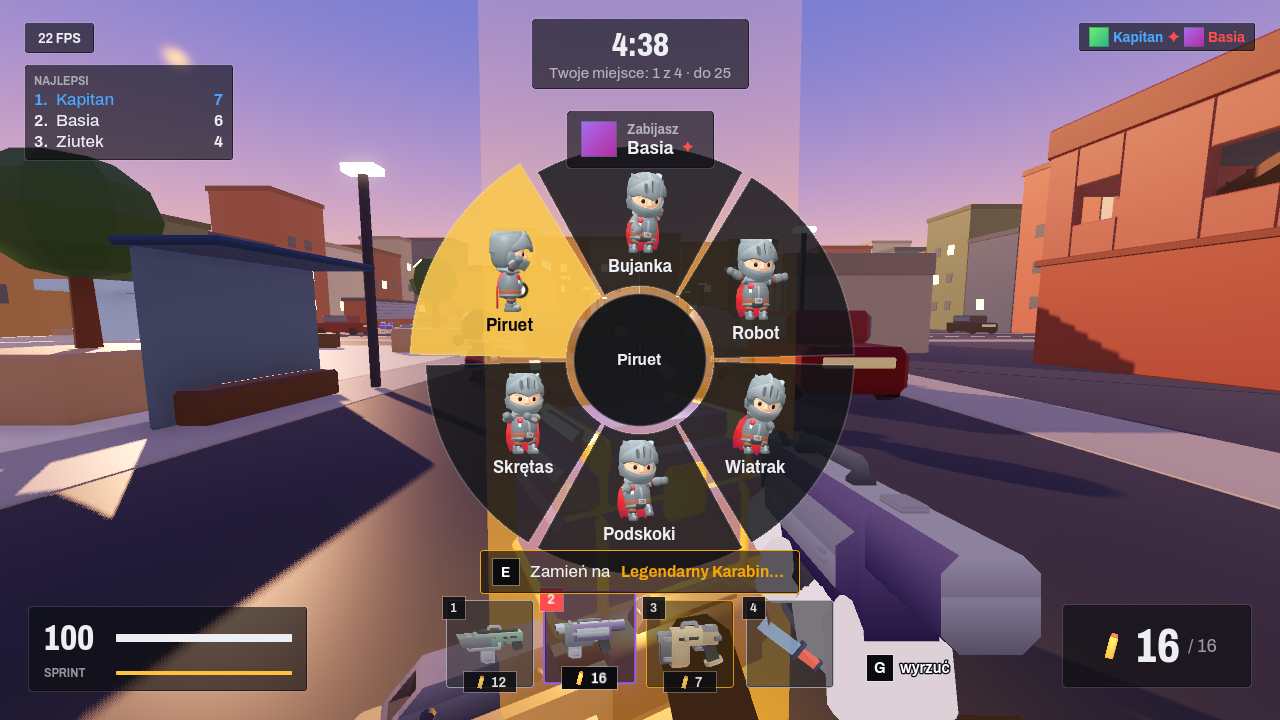 22 FPS
4:38
Twoje miejsce: 1 z 4 · do 25
Kapitan Basia
NAJLEPSI
1. Kapitan 7
2. Basia 6
3. Ziutek 4
Zabijasz
Basia
Bujanka
Piruet
Robot
Piruet
Skrętas
Wiatrak
Podskoki
E Zamień na Legendarny Karabin...
1
2
3
4
12
16
7
100
SPRINT
G wyrzuć
16 / 16